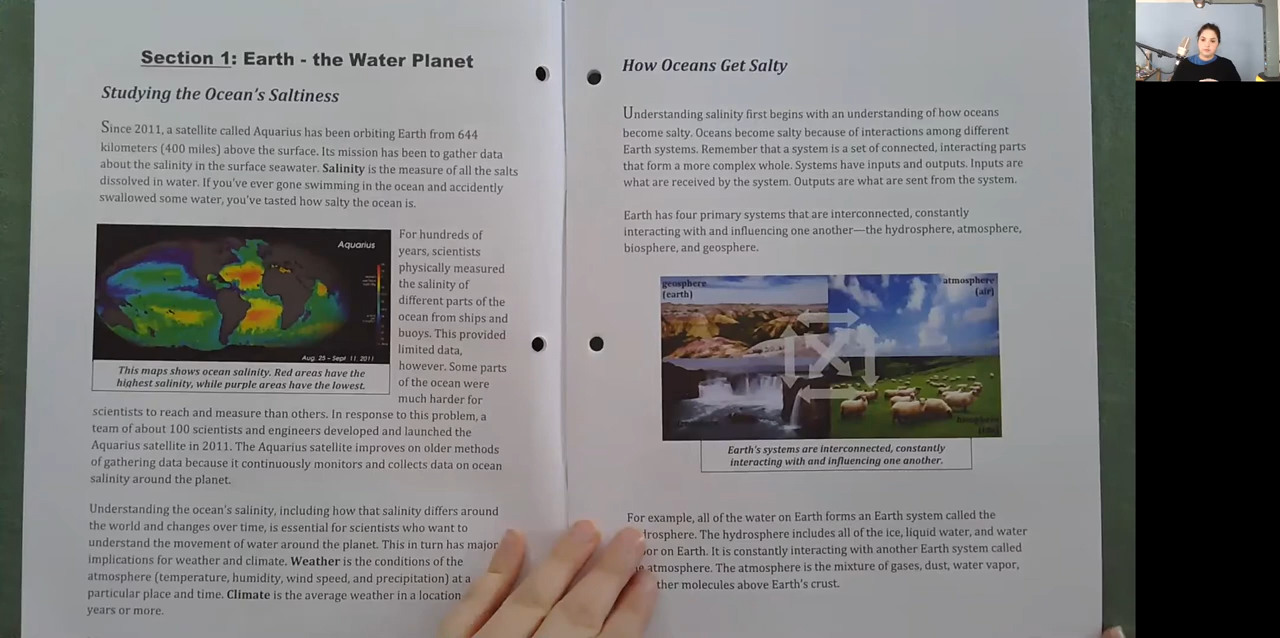 Section 1: Earth - the Water Planet
Studying the Ocean's Saltiness
Since 2011, a satellite called Aquarius has been orbiting Earth from 644
kilometers (400 miles) above the surface. Its mission has been to gather data
about the salinity in the surface seawater. Salinity is the measure of all the salts
dissolved in water. If you've ever gone swimming in the ocean and accidently
swallowed some water, you've tasted how salty the ocean is.
Aquarius
Aug. 25 – Sept 11, 2011
This maps shows ocean salinity. Red areas have the
highest salinity, while purple areas have the lowest.
For hundreds of
years, scientists
physically measured
the salinity of
different parts of the
ocean from ships and
buoys. This provided
limited data,
however. Some parts
of the ocean were
much harder for
scientists to reach and measure than others. In response to this problem, a
team of about 100 scientists and engineers developed and launched the
Aquarius satellite in 2011. The Aquarius satellite improves on older methods
of gathering data because it continuously monitors and collects data on ocean
salinity around the planet.
Understanding the ocean's salinity, including how that salinity differs around
the world and changes over time, is essential for scientists who want to
understand the movement of water around the planet. This in turn has major
implications for weather and climate. Weather is the conditions of the
atmosphere (temperature, humidity, wind speed, and precipitation) at a
particular place and time. Climate is the average weather in a location
years or more.
How Oceans Get Salty
Understanding salinity first begins with an understanding of how oceans
become salty. Oceans become salty because of interactions among different
Earth systems. Remember that a system is a set of connected, interacting parts
that form a more complex whole. Systems have inputs and outputs. Inputs are
what are received by the system. Outputs are what are sent from the system.
Earth has four primary systems that are interconnected, constantly
interacting with and influencing one another—the hydrosphere, atmosphere,
biosphere, and geosphere.
geosphere
(earth)
atmosphere
(air)
Earth's systems are interconnected, constantly
interacting with and influencing one another.
For example, all of the water on Earth forms an Earth system called the
drosphere. The hydrosphere includes all of the ice, liquid water, and water
or on Earth. It is constantly interacting with another Earth system called
atmosphere. The atmosphere is the mixture of gases, dust, water vapor,
ther molecules above Earth's crust.